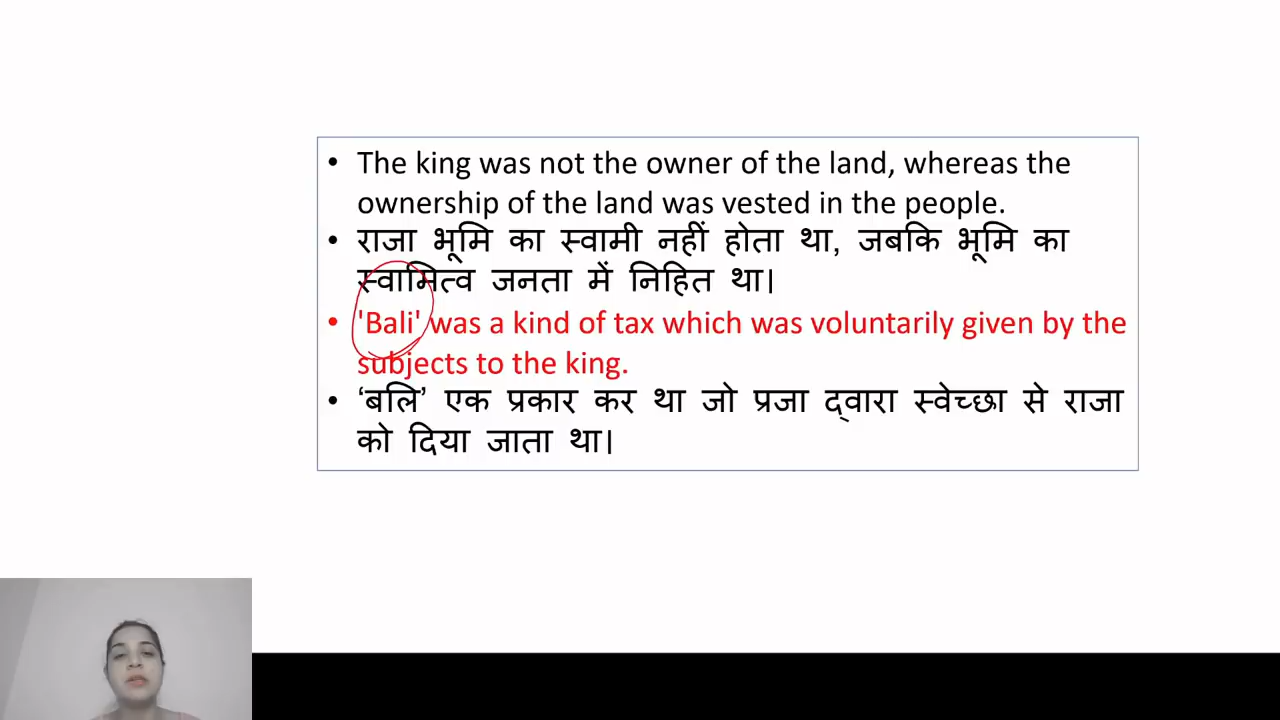 • The king was not the owner of the land, whereas the
ownership of the land was vested in the people.
• राजा भूमि का स्वामी नहीं होता था, जबकि भूमि का
स्वामित्व जनता में निहित था।
• 'Bali' was a kind of tax which was voluntarily given by the
subjects to the king.
• ‘बलि’ एक प्रकार कर था जो प्रजा द्वारा स्वेच्छा से राजा
को दिया जाता था।